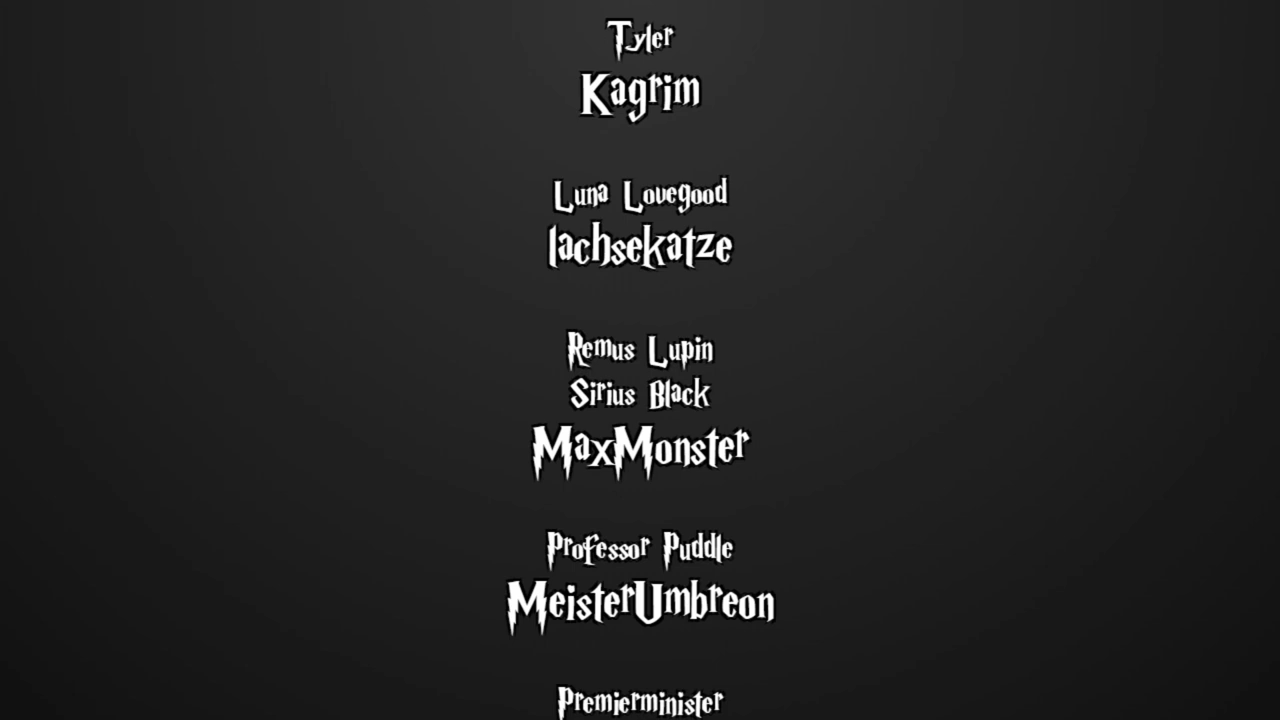 Tyler
Kagrim
Luna Lovegood
lachsekatze
Remus Lupin
Sirius Black
MaxMonster
Professor Puddle
MeisterUmbreon
Premierminister